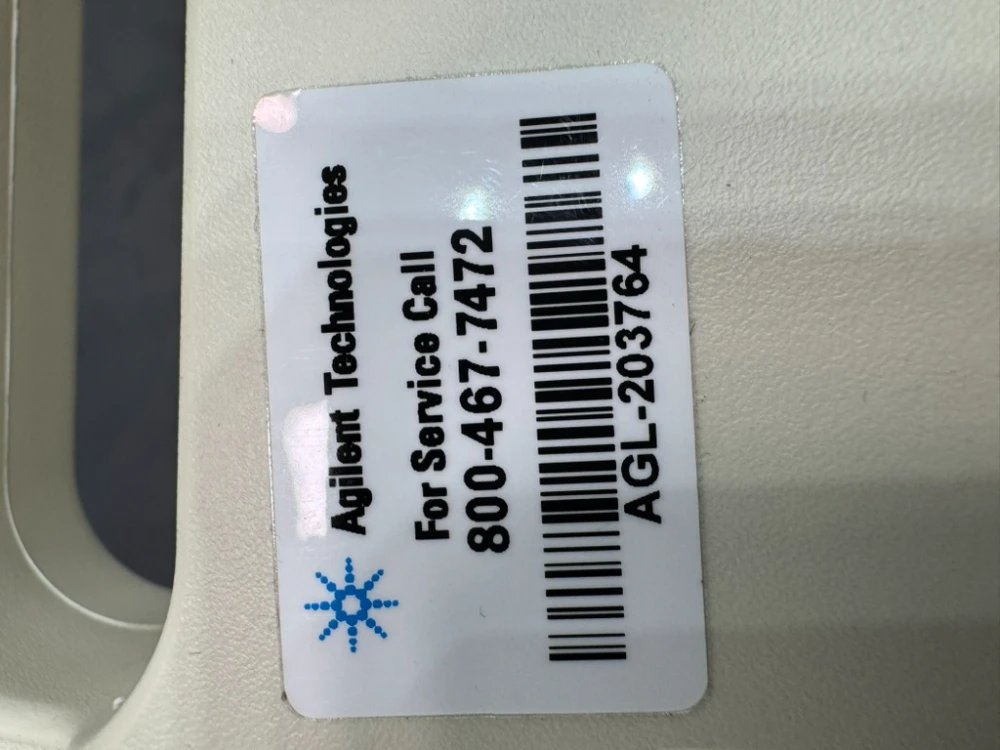 Agilent Technologies
For Service Call
800-467-7472
AGL-203764